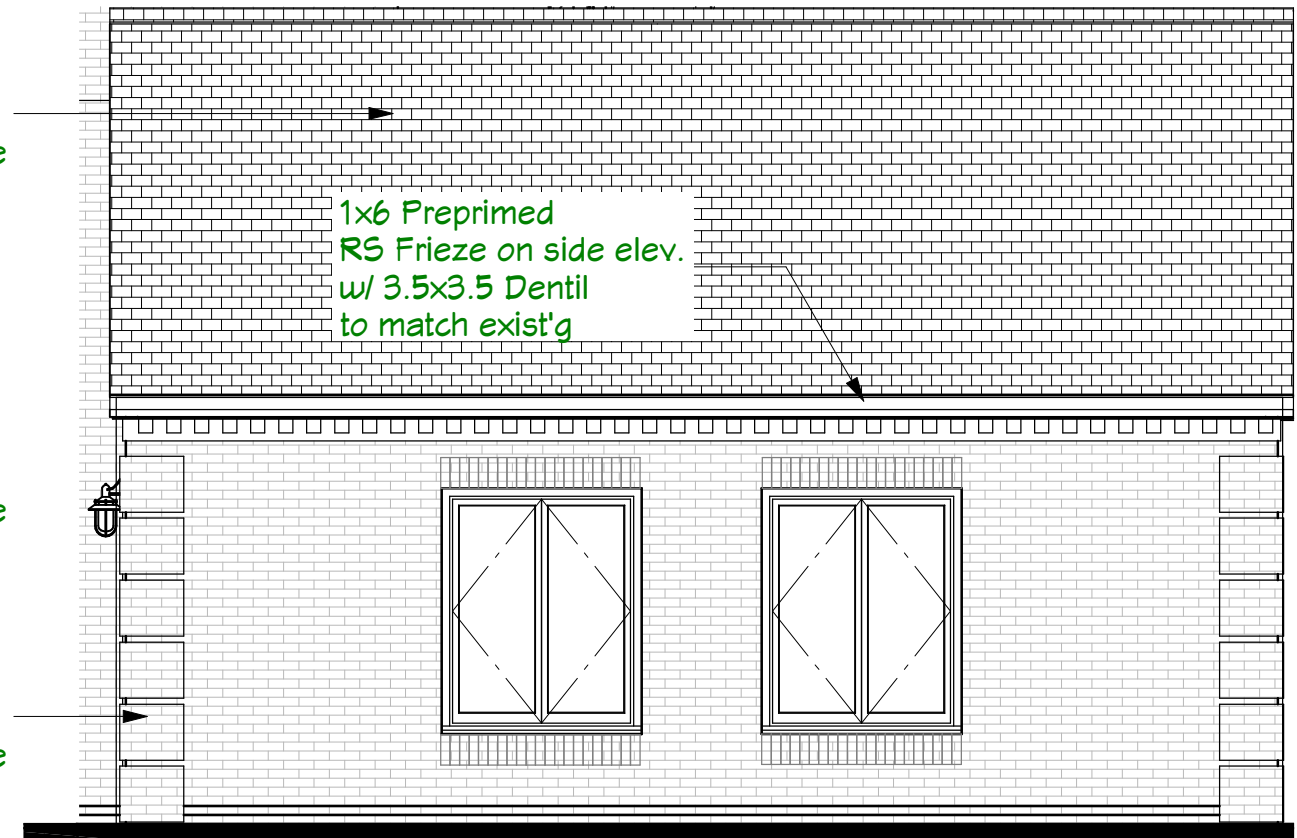 1x6 Preprimed
RS Frieze on side elev.
w/ 3.5x3.5 Dentil
to match exist'g